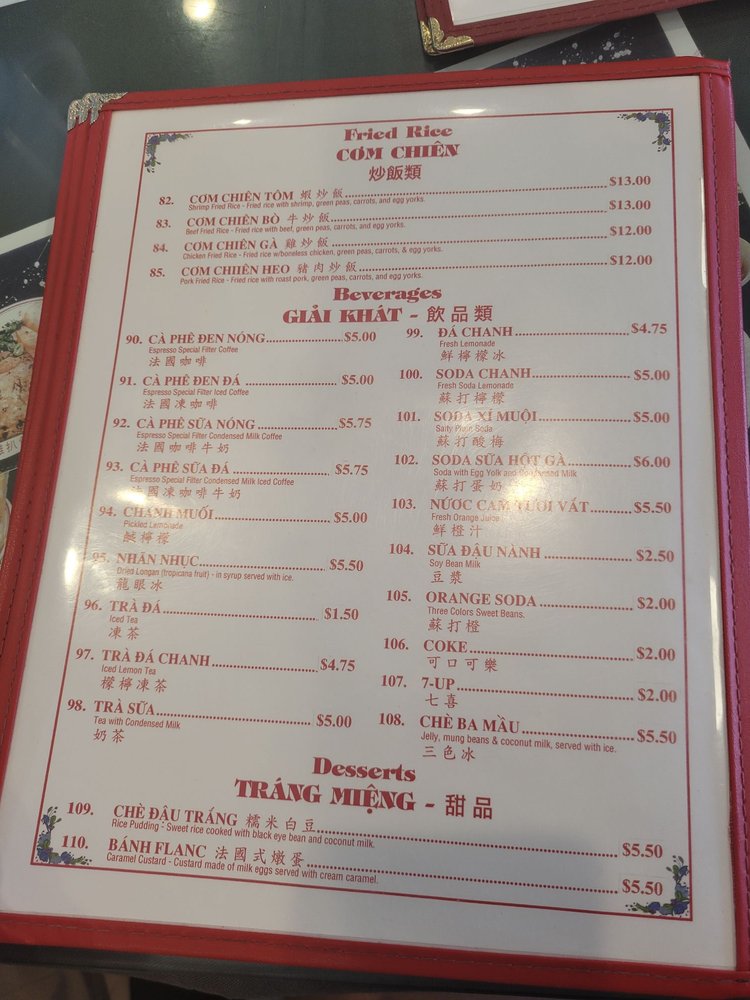 Fried Rice
CƠM CHIÊN
炒飯類
82. CƠM CHIÊN TÔM 蝦炒飯 $13.00
Shrimp Fried Rice - Fried rice with shrimp, green peas, carrots, and egg yorks.
83. CƠM CHIÊN BÒ 牛炒飯 $13.00
Beef Fried Rice - Fried rice with beef, green peas, carrots, and egg yorks.
84. CƠM CHIÊN GÀ 雞炒飯 $12.00
Chicken Fried Rice - Fried rice w/boneless chicken, green peas, carrots, & egg yorks.
85. CƠM CHIIÊN HEO 豬肉炒飯 $12.00
Pork Fried Rice - Fried rice with roast pork, green peas, carrots, and egg yorks.
Beverages
GIẢI KHÁT - 飲品類
90. CÀ PHÊ ĐEN NÓNG $5.00
Espresso Special Filter Coffee
法國咖啡
91. CÀ PHÊ ĐEN ĐÁ $5.00
Espresso Special Filter Iced Coffee
法國凍咖啡
92. CÀ PHÊ SỮA NÓNG $5.75
Espresso Special Filter Condensed Milk Coffee
法國咖啡牛奶
93. CÀ PHÊ SỮA ĐÁ $5.75
Espresso Special Filter Condensed Milk Iced Coffee
法國凍咖啡牛奶
94. CHANH MUỐI $5.00
Pickled Lemonade
鹹檸檬
95. NHÃN NHỤC $5.50
Dried Longan (tropicana fruit) - in syrup served with ice.
龍眼冰
96. TRÀ ĐÁ $1.50
Iced Tea
凍茶
97. TRÀ ĐÁ CHANH $4.75
Iced Lemon Tea
檬檸凍茶
98. TRÀ SỮA $5.00
Tea with Condensed Milk
奶茶
99. ĐÁ CHANH $4.75
Fresh Lemonade
鮮檸檬冰
100. SODA CHANH $5.00
Fresh Soda Lemonade
蘇打檸檬
101. SODA XÍ MUỘI $5.00
Salty Plum Soda
蘇打酸梅
102. SODA SỮA HỘT GÀ $6.00
Soda with Egg Yolk and Condensed Milk
蘇打蛋奶
103. NƯỚC CAM TƯƠI VẮT $5.50
Fresh Orange Juice
鮮橙汁
104. SỮA ĐẬU NÀNH $2.50
Soy Bean Milk
豆漿
105. ORANGE SODA $2.00
Three Colors Sweet Beans.
蘇打橙
106. COKE $2.00
可口可樂
107. 7-UP $2.00
七喜
108. CHÈ BA MẦU $5.50
Jelly, mung beans & coconut milk, served with ice.
三色冰
Desserts
TRÁNG MIỆNG - 甜品
109. CHÈ ĐẬU TRẮNG 糯米白豆 $5.50
Rice Pudding - Sweet rice cooked with black eye bean and coconut milk.
110. BÁNH FLANC 法國式燉蛋 $5.50
Caramel Custard - Custard made of milk eggs served with cream caramel.